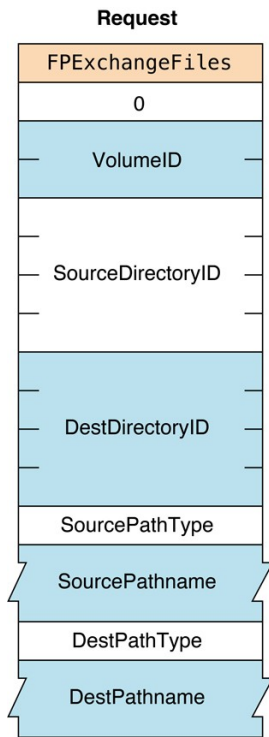 Request
FPExchangeFiles
0
VolumeID
SourceDirectoryID
DestDirectoryID
SourcePathType
SourcePathname
DestPathType
DestPathname